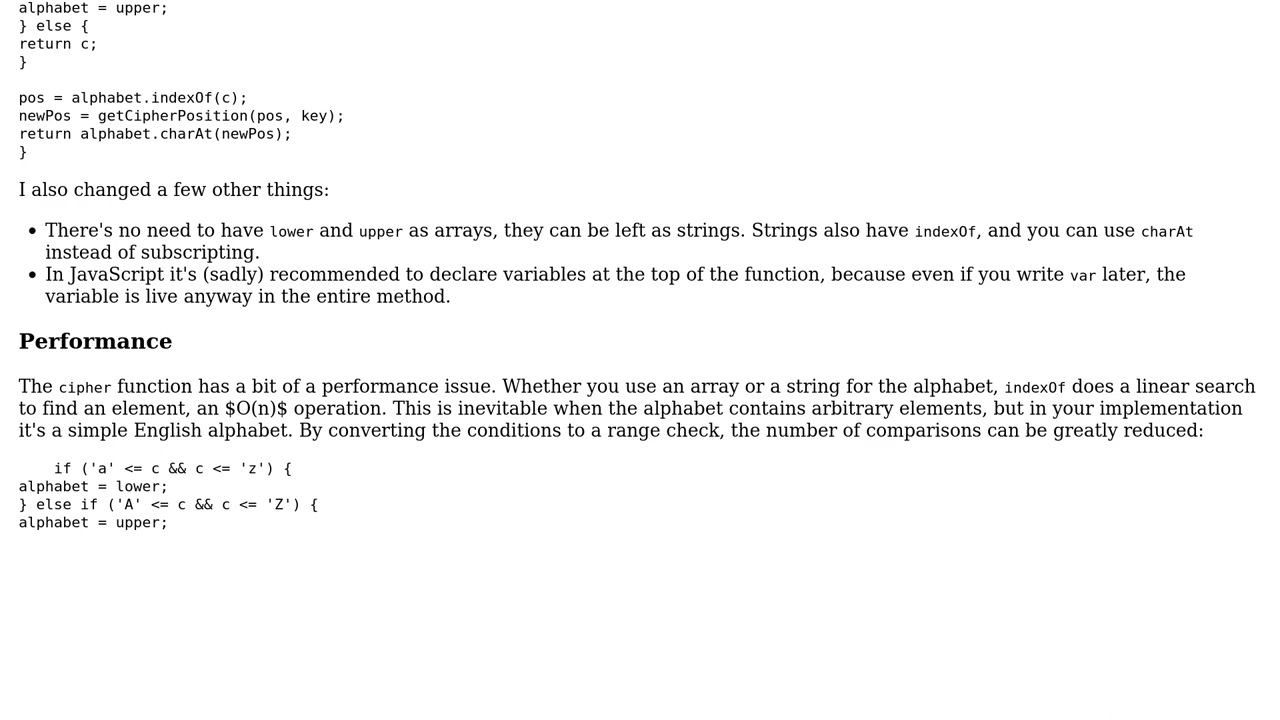 alphabet = upper;
} else {
return c;
}
pos = alphabet.indexOf(c);
newPos = getCipherPosition(pos, key);
return alphabet.charAt(newPos);
}
I also changed a few other things:
• There's no need to have lower and upper as arrays, they can be left as strings. Strings also have indexOf, and you can use charAt
instead of subscripting.
• In JavaScript it's (sadly) recommended to declare variables at the top of the function, because even if you write var later, the
variable is live anyway in the entire method.
Performance
The cipher function has a bit of a performance issue. Whether you use an array or a string for the alphabet, indexOf does a linear search
to find an element, an $O(n)$ operation. This is inevitable when the alphabet contains arbitrary elements, but in your implementation
it's a simple English alphabet. By converting the conditions to a range check, the number of comparisons can be greatly reduced:
if ('a' <= c && c <= 'z') {
alphabet = lower;
} else if ('A' <= c && c <= 'Z') {
alphabet = upper;